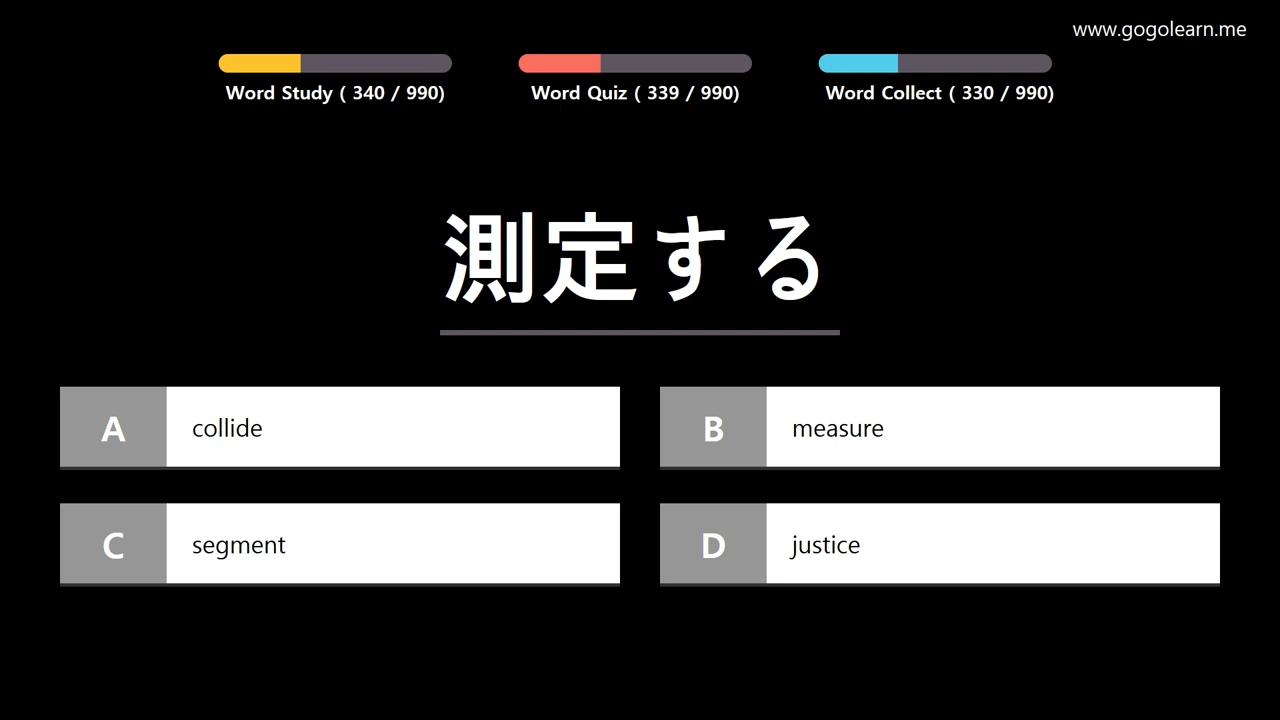 www.gogolearn.me
Word Study ( 340 / 990)
Word Quiz ( 339 / 990)
Word Collect ( 330 / 990)
測定する
A collide
B measure
C segment
D justice